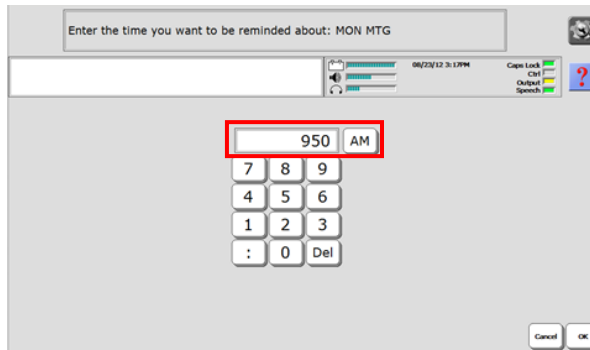 Enter the time you want to be reminded about: MON MTG
08/23/12 3:17PM
Caps Lock
Ctrl
Output
Speech
?
950 AM
7 8 9
4 5 6
1 2 3
: 0 Del
Cancel OK